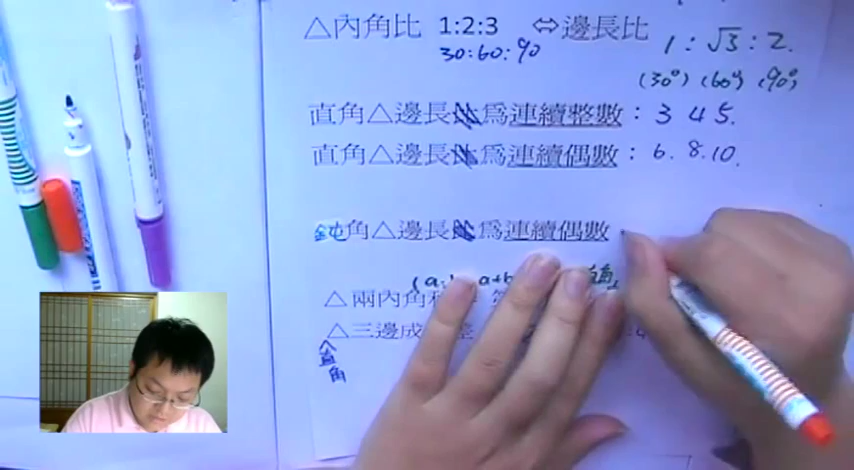 △內角比 1:2:3 ⇔邊長比 1:√3:2.
30:60:90 (30°) (60°) (90°)
直角△邊長為連續整數：3 4 5.
直角△邊長為連續偶數：6. 8. 10.
鈍角△邊長為連續偶數：
△兩內角
△三邊成
直角